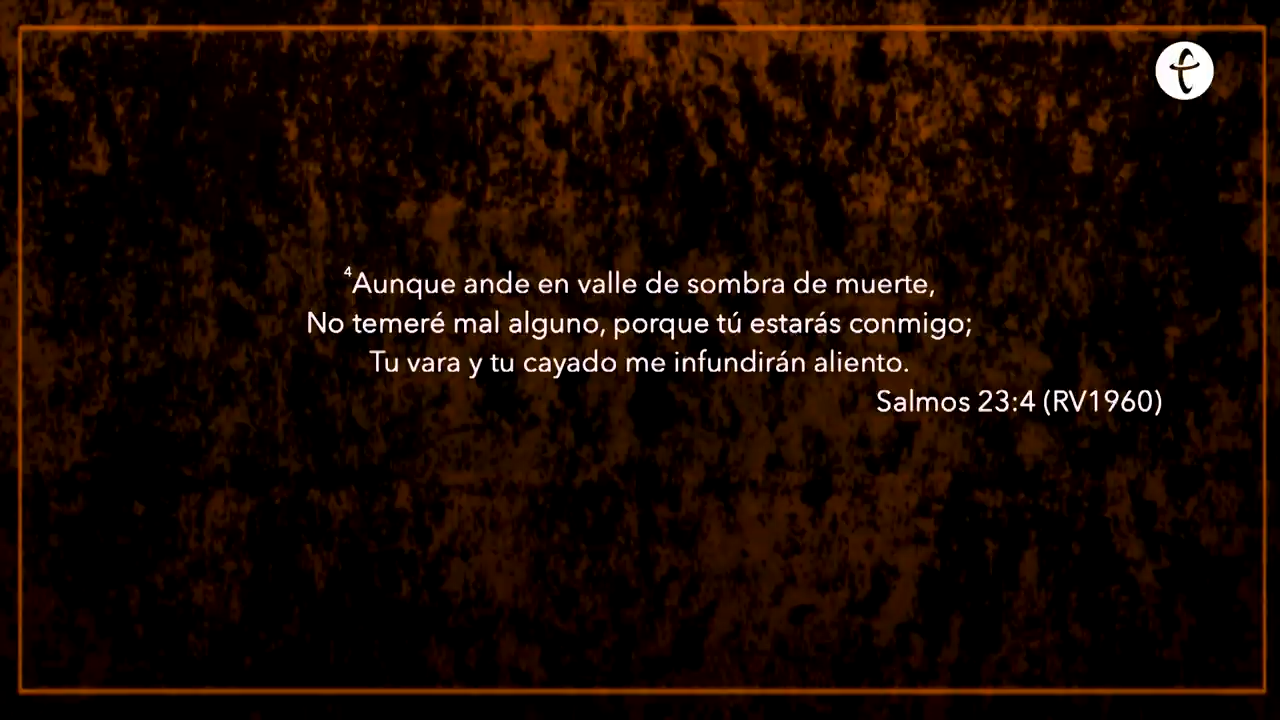 ⁴Aunque ande en valle de sombra de muerte,
No temeré mal alguno, porque tú estarás conmigo;
Tu vara y tu cayado me infundirán aliento.
Salmos 23:4 (RV1960)